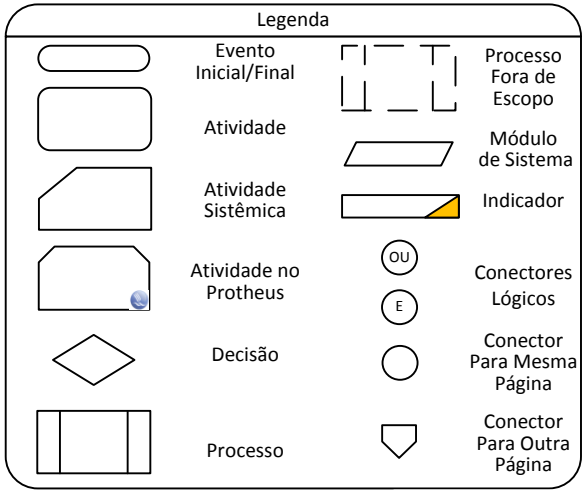 Legenda
Evento
Inicial/Final
Atividade
Atividade
Sistêmica
Atividade no
Protheus
Decisão
Processo
Processo
Fora de
Escopo
Módulo
de Sistema
Indicador
OU
E
Conectores
Lógicos
Conector
Para Mesma
Página
Conector
Para Outra
Página